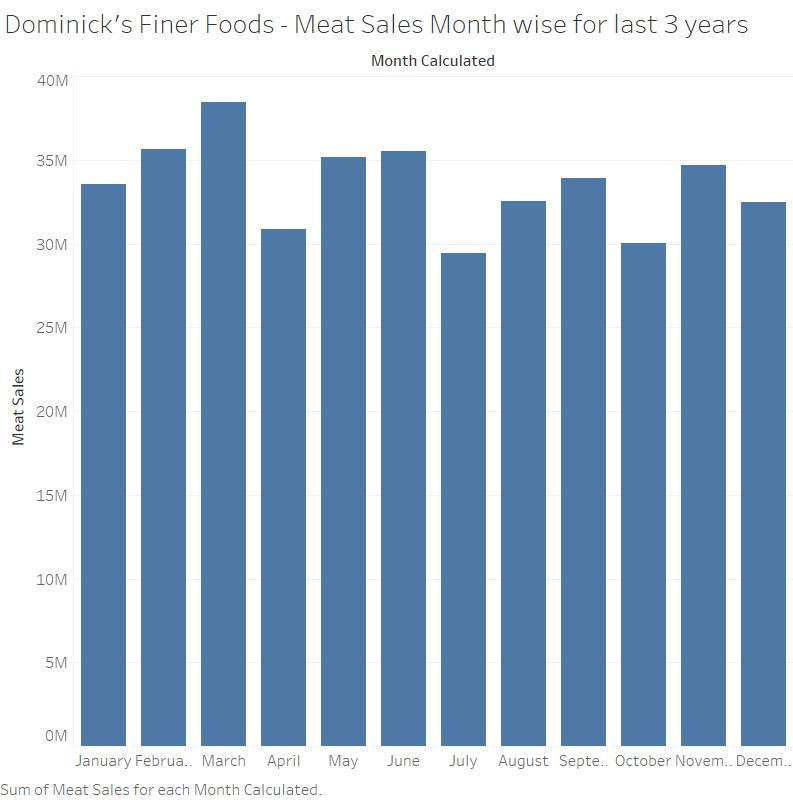 Dominick's Finer Foods - Meat Sales Month wise for last 3 years
Month Calculated
40M
35M
30M
25M
20M
15M
10M
5M
0M
Meat Sales
January Februa.. March April May June July August Septe.. October Novem.. Decem..
Sum of Meat Sales for each Month Calculated.